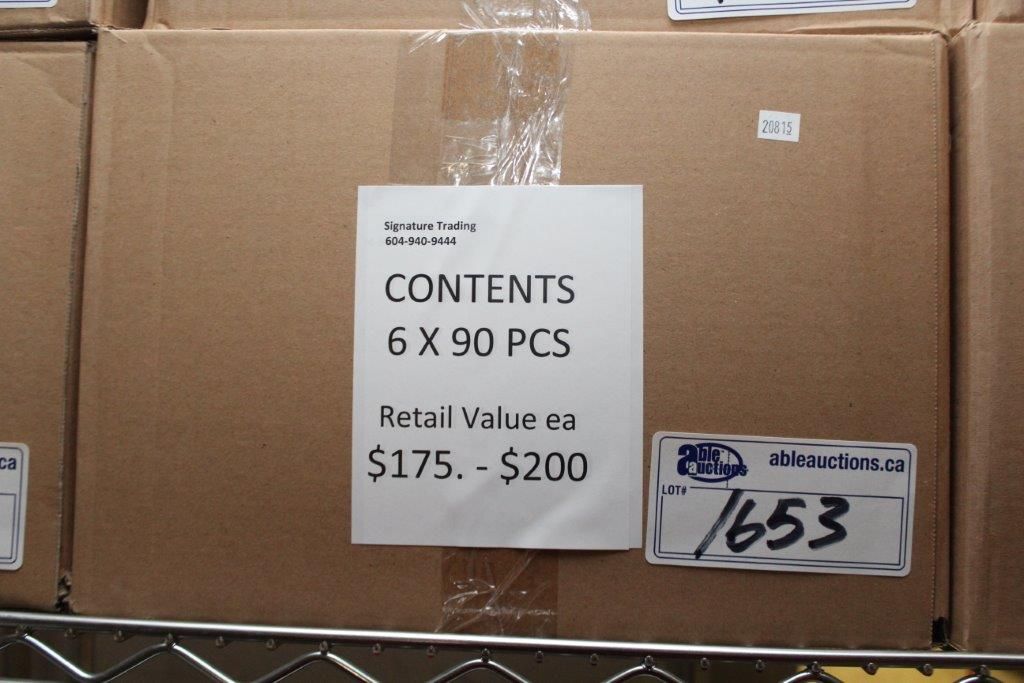 20815
Signature Trading
604-940-9444
CONTENTS
6 X 90 PCS
Retail Value ea
$175. - $200
able auctions
ableauctions.ca
LOT#
1653
ca